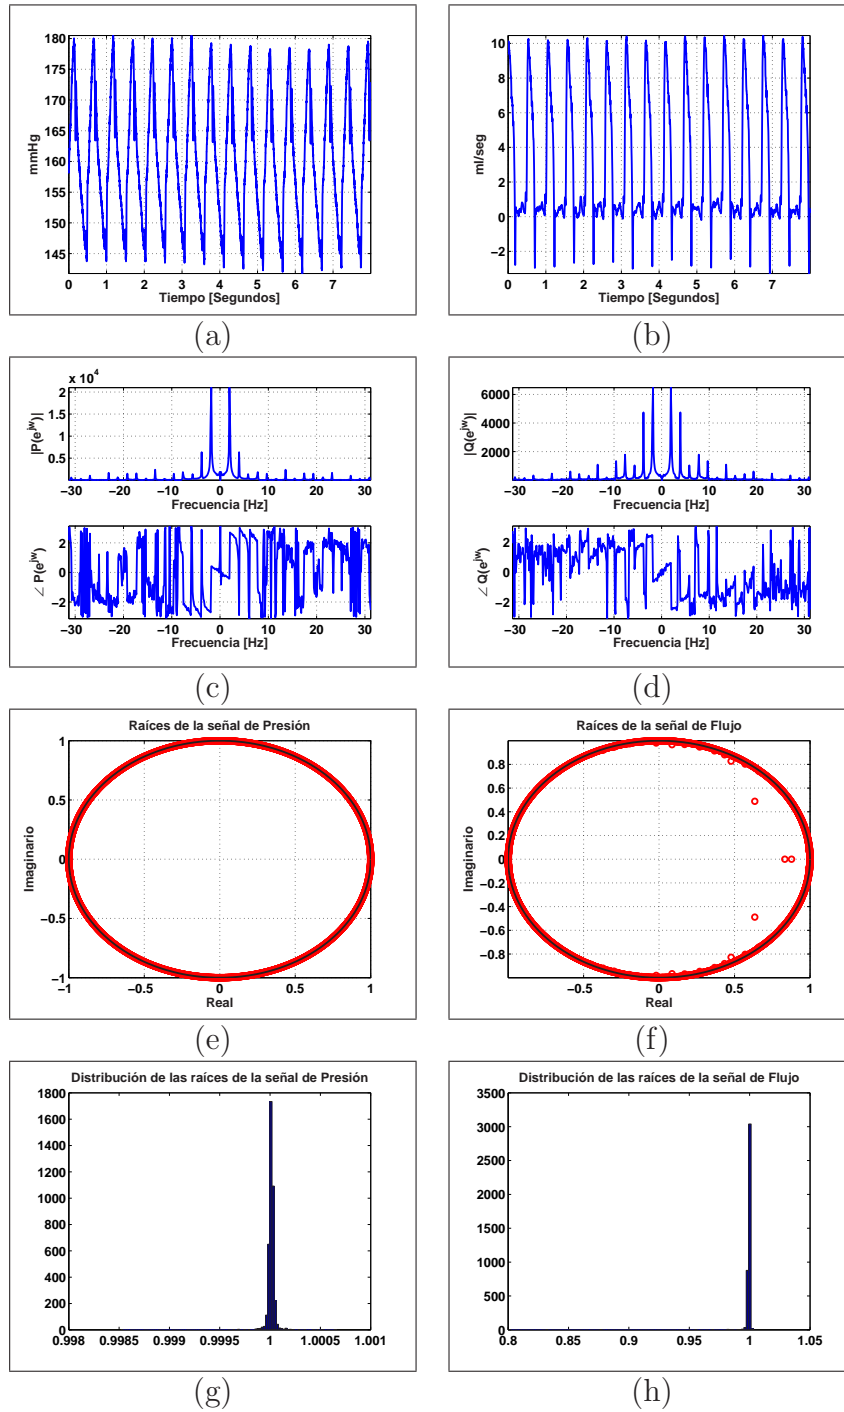 180
175
170
165
160
155
150
145
mmHg
0 1 2 3 4 5 6 7
Tiempo [Segundos]
(a)
10
8
6
4
2
0
−2
ml/seg
0 1 2 3 4 5 6 7
Tiempo [Segundos]
(b)
x 10^4
2
1.5
1
0.5
|P(e^jw)|
−30 −20 −10 0 10 20 30
Frecuencia [Hz]
2
0
−2
∠ P(e^jw)
−30 −20 −10 0 10 20 30
Frecuencia [Hz]
(c)
6000
4000
2000
|Q(e^jw)|
−30 −20 −10 0 10 20 30
Frecuencia [Hz]
2
0
−2
∠ Q(e^jw)
−30 −20 −10 0 10 20 30
Frecuencia [Hz]
(d)
Raíces de la señal de Presión
1
0.5
0
−0.5
−1
Imaginario
−1 −0.5 0 0.5 1
Real
(e)
Raíces de la señal de Flujo
0.8
0.6
0.4
0.2
0
−0.2
−0.4
−0.6
−0.8
Imaginario
−0.5 0 0.5 1
Real
(f)
Distribución de las raíces de la señal de Presión
1800
1600
1400
1200
1000
800
600
400
200
0
0.998 0.9985 0.999 0.9995 1 1.0005 1.001
(g)
Distribución de las raíces de la señal de Flujo
3500
3000
2500
2000
1500
1000
500
0
0.8 0.85 0.9 0.95 1 1.05
(h)